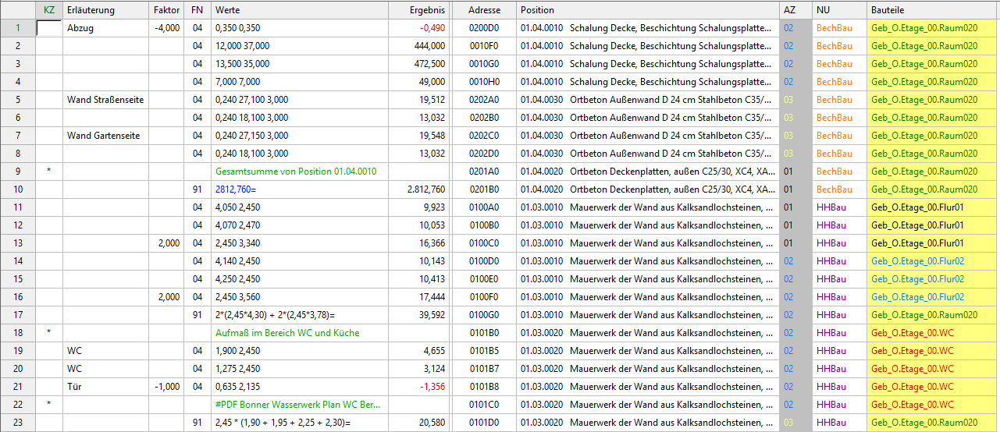 KZ Erläuterung Faktor FN Werte Ergebnis Adresse Position AZ NU Bauteile
1 Abzug -4,000 04 0,350 0,350 -0,490 0200D0 01.04.0010 Schalung Decke, Beschichtung Schalungsplatte... 02 BechBau Geb_O.Etage_00.Raum020
2 04 12,000 37,000 444,000 0010F0 01.04.0010 Schalung Decke, Beschichtung Schalungsplatte... 02 BechBau Geb_O.Etage_00.Raum020
3 04 13,500 35,000 472,500 0010G0 01.04.0010 Schalung Decke, Beschichtung Schalungsplatte... 02 BechBau Geb_O.Etage_00.Raum020
4 04 7,000 7,000 49,000 0010H0 01.04.0010 Schalung Decke, Beschichtung Schalungsplatte... 02 BechBau Geb_O.Etage_00.Raum020
5 Wand Straßenseite 04 0,240 27,100 3,000 19,512 0202A0 01.04.0030 Ortbeton Außenwand D 24 cm Stahlbeton C35/... 03 BechBau Geb_O.Etage_00.Raum020
6 04 0,240 18,100 3,000 13,032 0202B0 01.04.0030 Ortbeton Außenwand D 24 cm Stahlbeton C35/... 03 BechBau Geb_O.Etage_00.Raum020
7 Wand Gartenseite 04 0,240 27,150 3,000 19,548 0202C0 01.04.0030 Ortbeton Außenwand D 24 cm Stahlbeton C35/... 03 BechBau Geb_O.Etage_00.Raum020
8 04 0,240 18,100 3,000 13,032 0202D0 01.04.0030 Ortbeton Außenwand D 24 cm Stahlbeton C35/... 03 BechBau Geb_O.Etage_00.Raum020
9 * Gesamtsumme von Position 01.04.0010 0201A0 01.04.0020 Ortbeton Deckenplatten, außen C25/30, XC4, XA... 01 BechBau Geb_O.Etage_00.Raum020
10 91 2812,760= 2.812,760 0201B0 01.04.0020 Ortbeton Deckenplatten, außen C25/30, XC4, XA... 01 BechBau Geb_O.Etage_00.Raum020
11 04 4,050 2,450 9,923 0100A0 01.03.0010 Mauerwerk der Wand aus Kalksandlochsteinen, ... 01 HHBau Geb_O.Etage_00.Flur01
12 04 4,070 2,470 10,053 0100B0 01.03.0010 Mauerwerk der Wand aus Kalksandlochsteinen, ... 01 HHBau Geb_O.Etage_00.Flur01
13 2,000 04 2,450 3,340 16,366 0100C0 01.03.0010 Mauerwerk der Wand aus Kalksandlochsteinen, ... 01 HHBau Geb_O.Etage_00.Flur01
14 04 4,140 2,450 10,143 0100D0 01.03.0010 Mauerwerk der Wand aus Kalksandlochsteinen, ... 02 HHBau Geb_O.Etage_00.Flur02
15 04 4,250 2,450 10,413 0100E0 01.03.0010 Mauerwerk der Wand aus Kalksandlochsteinen, ... 02 HHBau Geb_O.Etage_00.Flur02
16 2,000 04 2,450 3,560 17,444 0100F0 01.03.0010 Mauerwerk der Wand aus Kalksandlochsteinen, ... 02 HHBau Geb_O.Etage_00.Flur02
17 91 2*(2,45*4,30) + 2*(2,45*3,78)= 39,592 0100G0 01.03.0010 Mauerwerk der Wand aus Kalksandlochsteinen, ... 02 HHBau Geb_O.Etage_00.Raum020
18 * Aufmaß im Bereich WC und Küche 0101B0 01.03.0020 Mauerwerk der Wand aus Kalksandlochsteinen, ... 02 HHBau Geb_O.Etage_00.WC
19 WC 04 1,900 2,450 4,655 0101B5 01.03.0020 Mauerwerk der Wand aus Kalksandlochsteinen, ... 02 HHBau Geb_O.Etage_00.WC
20 WC 04 1,275 2,450 3,124 0101B7 01.03.0020 Mauerwerk der Wand aus Kalksandlochsteinen, ... 02 HHBau Geb_O.Etage_00.WC
21 Tür -1,000 04 0,635 2,135 -1,356 0101B8 01.03.0020 Mauerwerk der Wand aus Kalksandlochsteinen, ... 02 HHBau Geb_O.Etage_00.WC
22 * #PDF Bonner Wasserwerk Plan WC Ber... 0101C0 01.03.0020 Mauerwerk der Wand aus Kalksandlochsteinen, ... 02 HHBau Geb_O.Etage_00.WC
23 91 2,45 * (1,90 + 1,95 + 2,25 + 2,30)= 20,580 0101D0 01.03.0020 Mauerwerk der Wand aus Kalksandlochsteinen, ... 03 HHBau Geb_O.Etage_00.Raum020